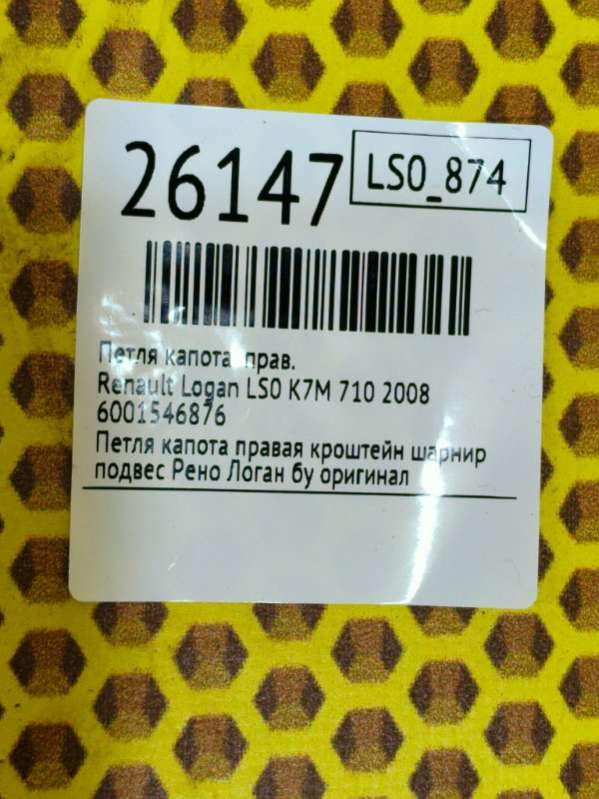 26147
LS0_874
Петля капота прав.
Renault Logan LS0 K7M 710 2008
6001546876
Петля капота правая кроштейн шарнир
подвес Рено Логан бу оригинал